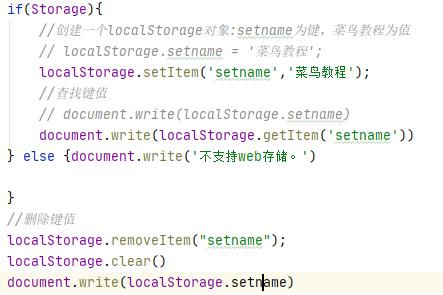 if(Storage){
//创建一个localStorage对象:setname为键，菜鸟教程为值
// localStorage.setname = '菜鸟教程';
localStorage.setItem('setname','菜鸟教程');
//查找键值
// document.write(localStorage.setname)
document.write(localStorage.getItem('setname'))
} else {document.write('不支持web存储。')
}
//删除键值
localStorage.removeItem("setname");
localStorage.clear()
document.write(localStorage.setname)